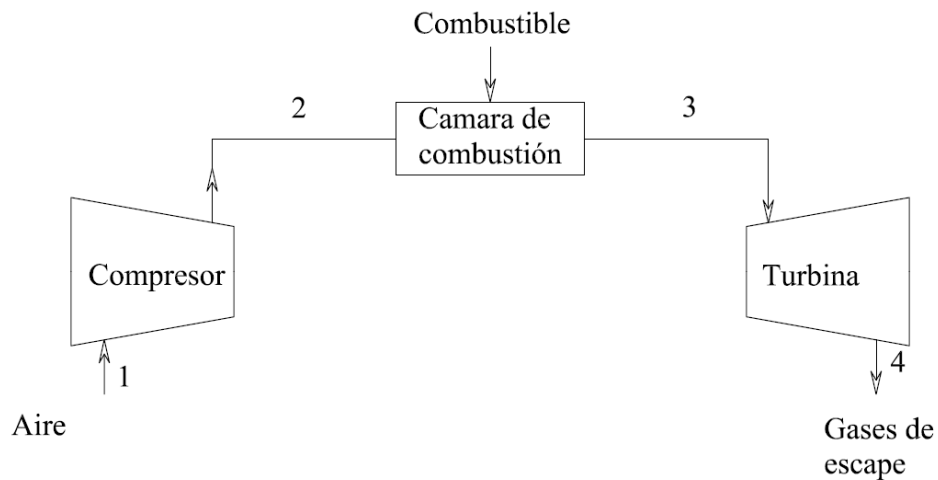 Combustible
2
Camara de
combustión
3
Compresor
Turbina
1
4
Aire
Gases de
escape